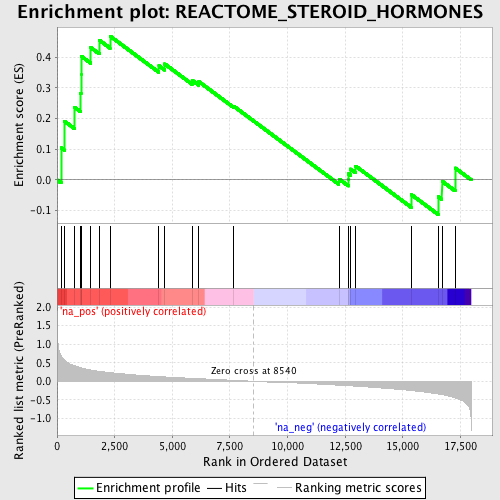 Enrichment plot: REACTOME_STEROID_HORMONES
Enrichment score (ES)
0.4
0.3
0.2
0.1
0.0
-0.1
'na_pos' (positively correlated)
Ranked list metric (PreRanked)
2.0
1.5
1.0
0.5
0.0
-0.5
-1.0
Zero cross at 8540
'na_neg' (negatively correlated)
0
2,500
5,000
7,500
10,000
12,500
15,000
17,500
Rank in Ordered Dataset
Enrichment profile
Hits
Ranking metric scores